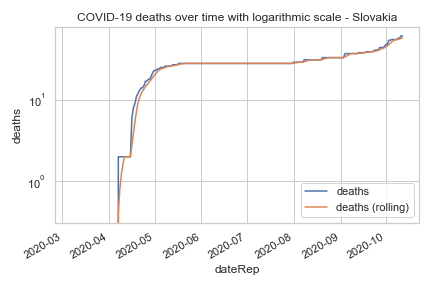 COVID-19 deaths over time with logarithmic scale - Slovakia
deaths
10^1
10^0
deaths
deaths (rolling)
2020-03
2020-04
2020-05
2020-06
2020-07
2020-08
2020-09
2020-10
dateRep